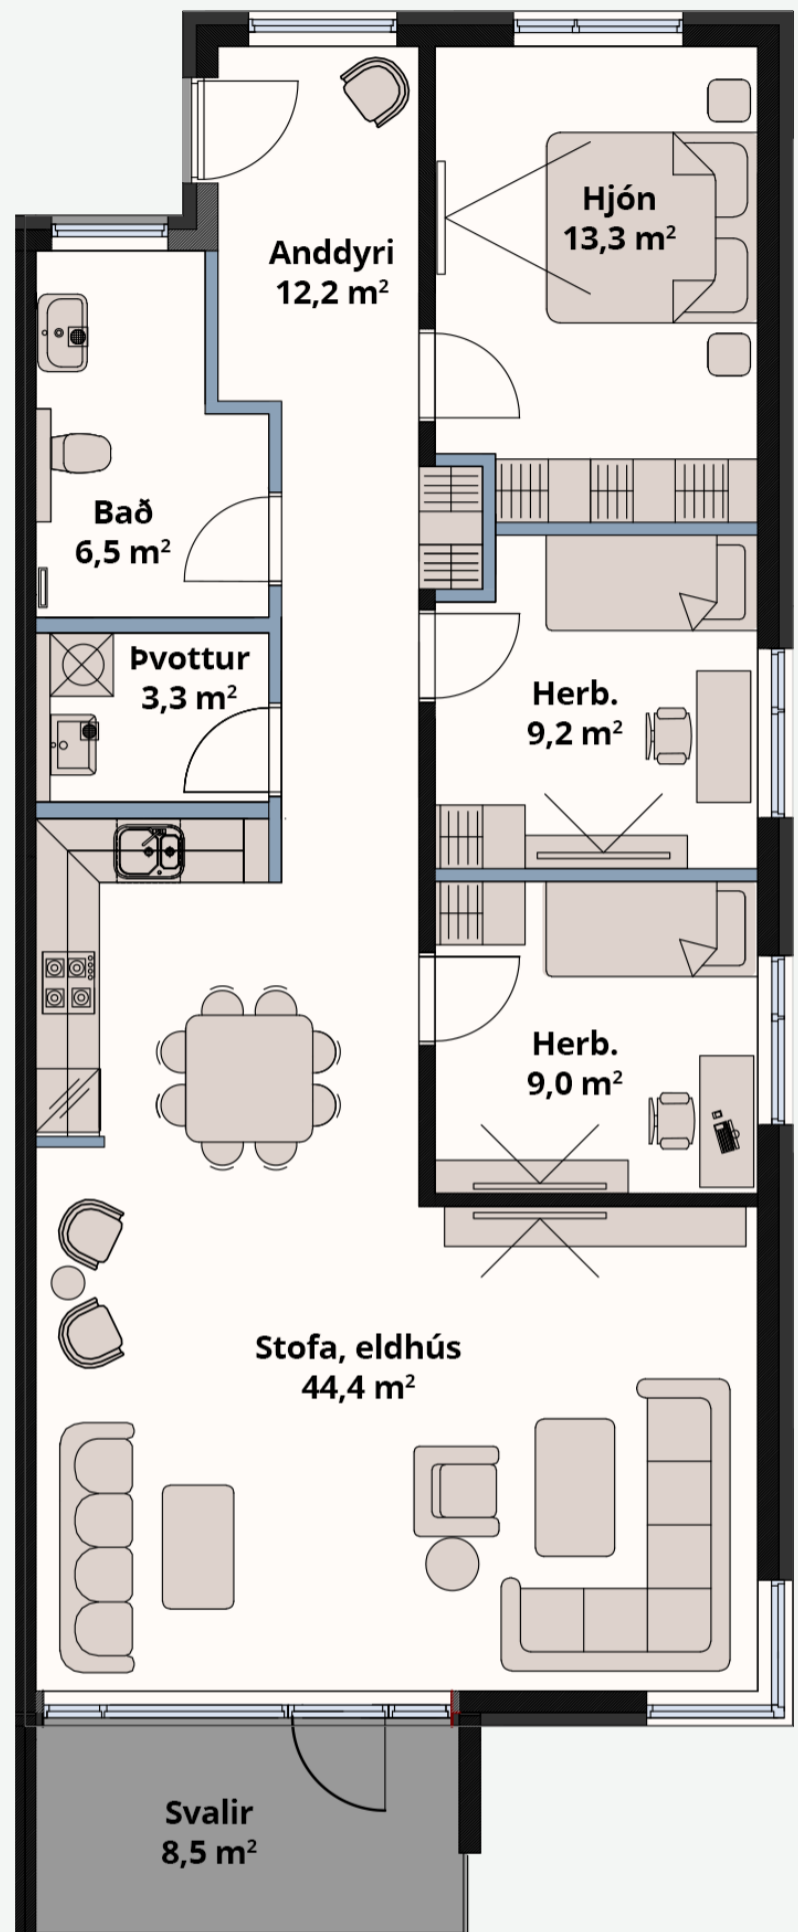 Hjón
13,3 m²
Anddyri
12,2 m²
Bað
6,5 m²
Þvottur
3,3 m²
Herb.
9,2 m²
Herb.
9,0 m²
Stofa, eldhús
44,4 m²
Svalir
8,5 m²